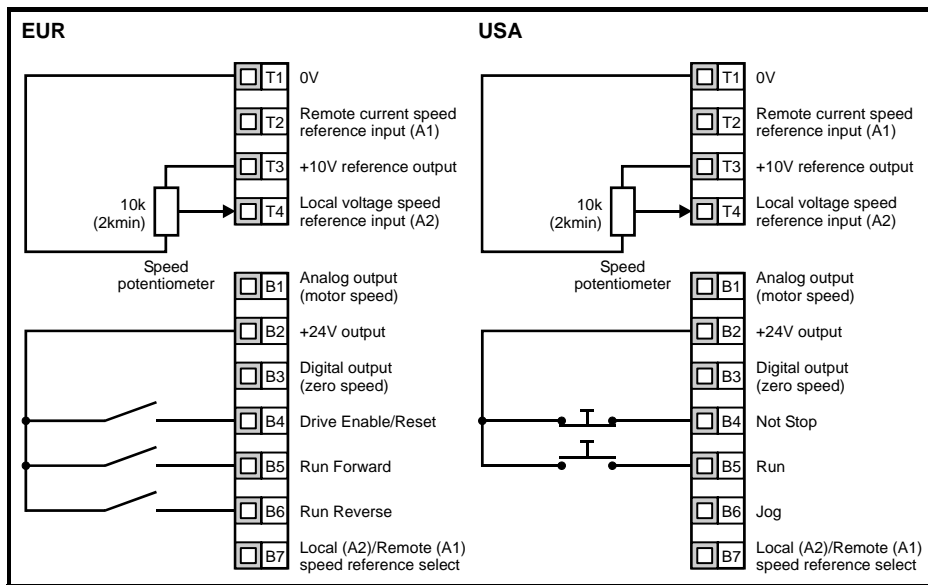 EUR
T1 0V
T2 Remote current speed
reference input (A1)
T3 +10V reference output
10k
(2kmin)
T4 Local voltage speed
reference input (A2)
Speed
potentiometer
B1 Analog output
(motor speed)
B2 +24V output
B3 Digital output
(zero speed)
B4 Drive Enable/Reset
B5 Run Forward
B6 Run Reverse
B7 Local (A2)/Remote (A1)
speed reference select
USA
T1 0V
T2 Remote current speed
reference input (A1)
T3 +10V reference output
10k
(2kmin)
T4 Local voltage speed
reference input (A2)
Speed
potentiometer
B1 Analog output
(motor speed)
B2 +24V output
B3 Digital output
(zero speed)
B4 Not Stop
B5 Run
B6 Jog
B7 Local (A2)/Remote (A1)
speed reference select